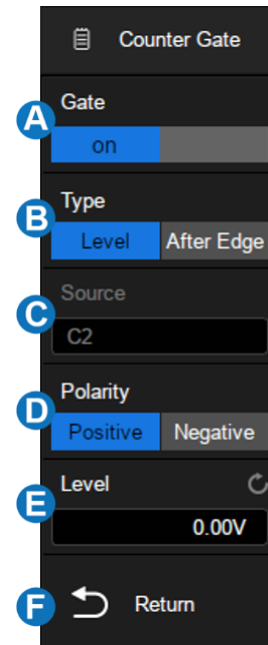 Counter Gate
A
Gate
on
B
Type
Level After Edge
C
Source
C2
D
Polarity
Positive Negative
E
Level
0.00V
F
Return